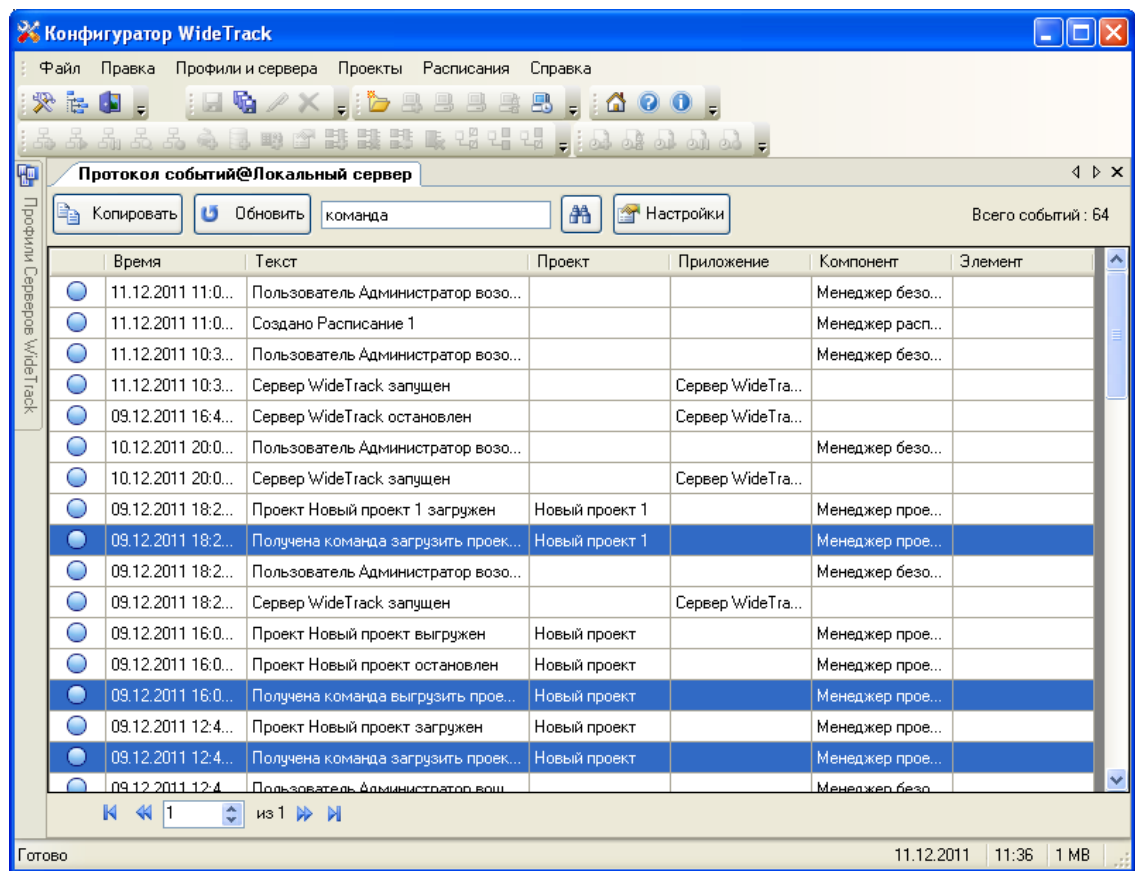 Конфигуратор WideTrack
Файл Правка Профили и сервера Проекты Расписания Справка
Профили Серверов WideTrack
Протокол событий@Локальный сервер
Копировать Обновить команда Настройки Всего событий : 64
Время Текст Проект Приложение Компонент Элемент
11.12.2011 11:0... Пользователь Администратор возо... Менеджер безо...
11.12.2011 11:0... Создано Расписание 1 Менеджер расп...
11.12.2011 10:3... Пользователь Администратор возо... Менеджер безо...
11.12.2011 10:3... Сервер WideTrack запущен Сервер WideTra...
09.12.2011 16:4... Сервер WideTrack остановлен Сервер WideTra...
10.12.2011 20:0... Пользователь Администратор возо... Менеджер безо...
10.12.2011 20:0... Сервер WideTrack запущен Сервер WideTra...
09.12.2011 18:2... Проект Новый проект 1 загружен Новый проект 1 Менеджер прое...
09.12.2011 18:2... Получена команда загрузить проек... Новый проект 1 Менеджер прое...
09.12.2011 18:2... Пользователь Администратор возо... Менеджер безо...
09.12.2011 18:2... Сервер WideTrack запущен Сервер WideTra...
09.12.2011 16:0... Проект Новый проект выгружен Новый проект Менеджер прое...
09.12.2011 16:0... Проект Новый проект остановлен Новый проект Менеджер прое...
09.12.2011 16:0... Получена команда выгрузить прое... Новый проект Менеджер прое...
09.12.2011 12:4... Проект Новый проект загружен Новый проект Менеджер прое...
09.12.2011 12:4... Получена команда загрузить проек... Новый проект Менеджер прое...
09.12.2011 12:4... Пользователь Администратор вош... Менеджер безо...
1 из 1
Готово 11.12.2011 11:36 1 MB